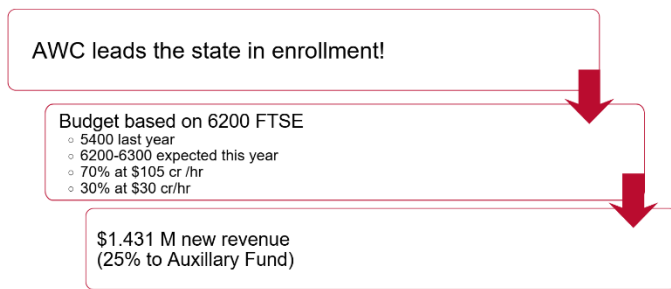 AWC leads the state in enrollment!
Budget based on 6200 FTSE
○ 5400 last year
○ 6200-6300 expected this year
○ 70% at $105 cr /hr
○ 30% at $30 cr/hr
$1.431 M new revenue
(25% to Auxillary Fund)